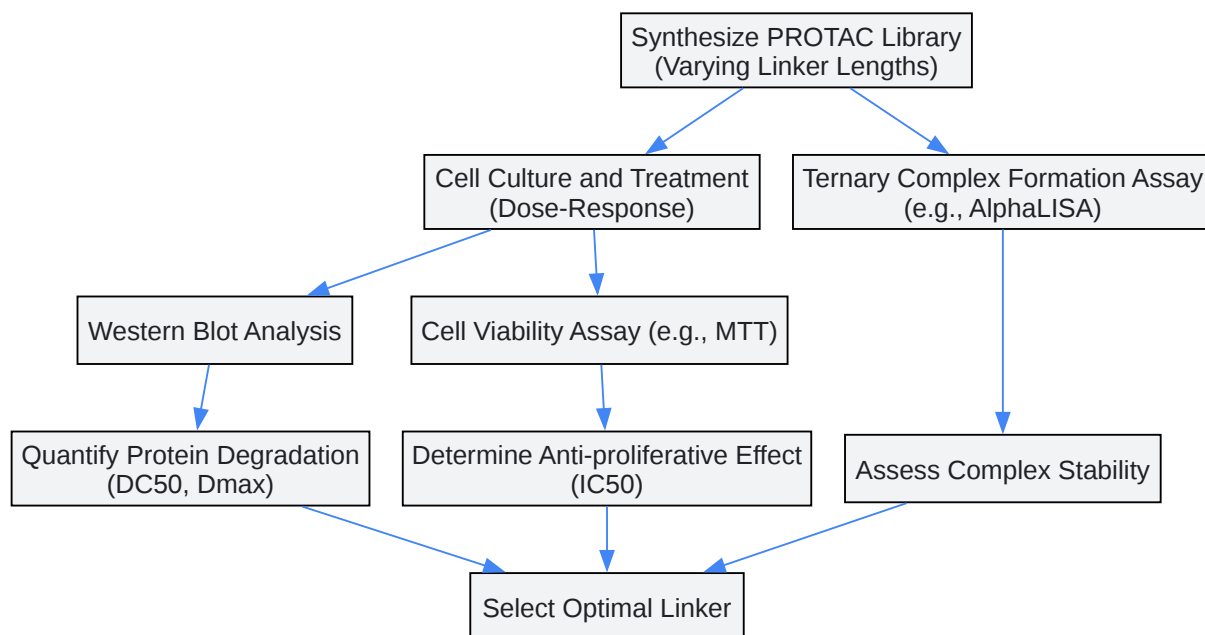 Synthesize PROTAC Library
(Varying Linker Lengths)
Cell Culture and Treatment
(Dose-Response)
Ternary Complex Formation Assay
(e.g., AlphaLISA)
Western Blot Analysis
Cell Viability Assay (e.g., MTT)
Quantify Protein Degradation
(DC50, Dmax)
Determine Anti-proliferative Effect
(IC50)
Assess Complex Stability
Select Optimal Linker